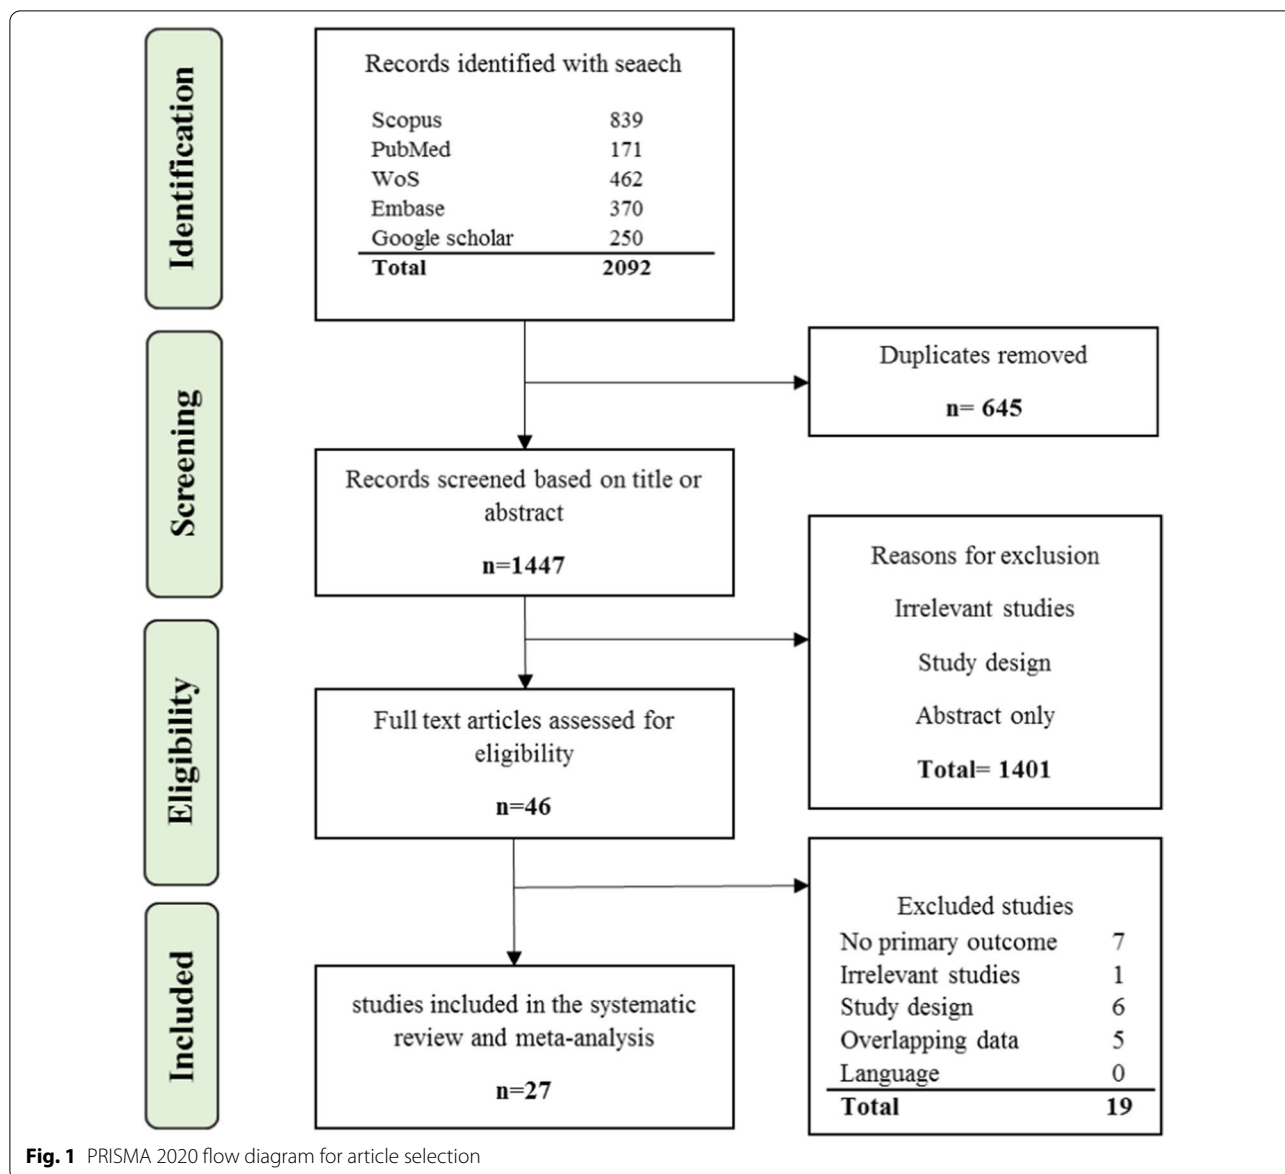 Identification
Records identified with seaech
Scopus 839
PubMed 171
WoS 462
Embase 370
Google scholar 250
Total 2092
Screening
Duplicates removed
n= 645
Records screened based on title or
abstract
n=1447
Reasons for exclusion
Irrelevant studies
Study design
Abstract only
Total= 1401
Eligibility
Full text articles assessed for
eligibility
n=46
Excluded studies
No primary outcome 7
Irrelevant studies 1
Study design 6
Overlapping data 5
Language 0
Total 19
Included
studies included in the systematic
review and meta-analysis
n=27
Fig. 1 PRISMA 2020 flow diagram for article selection